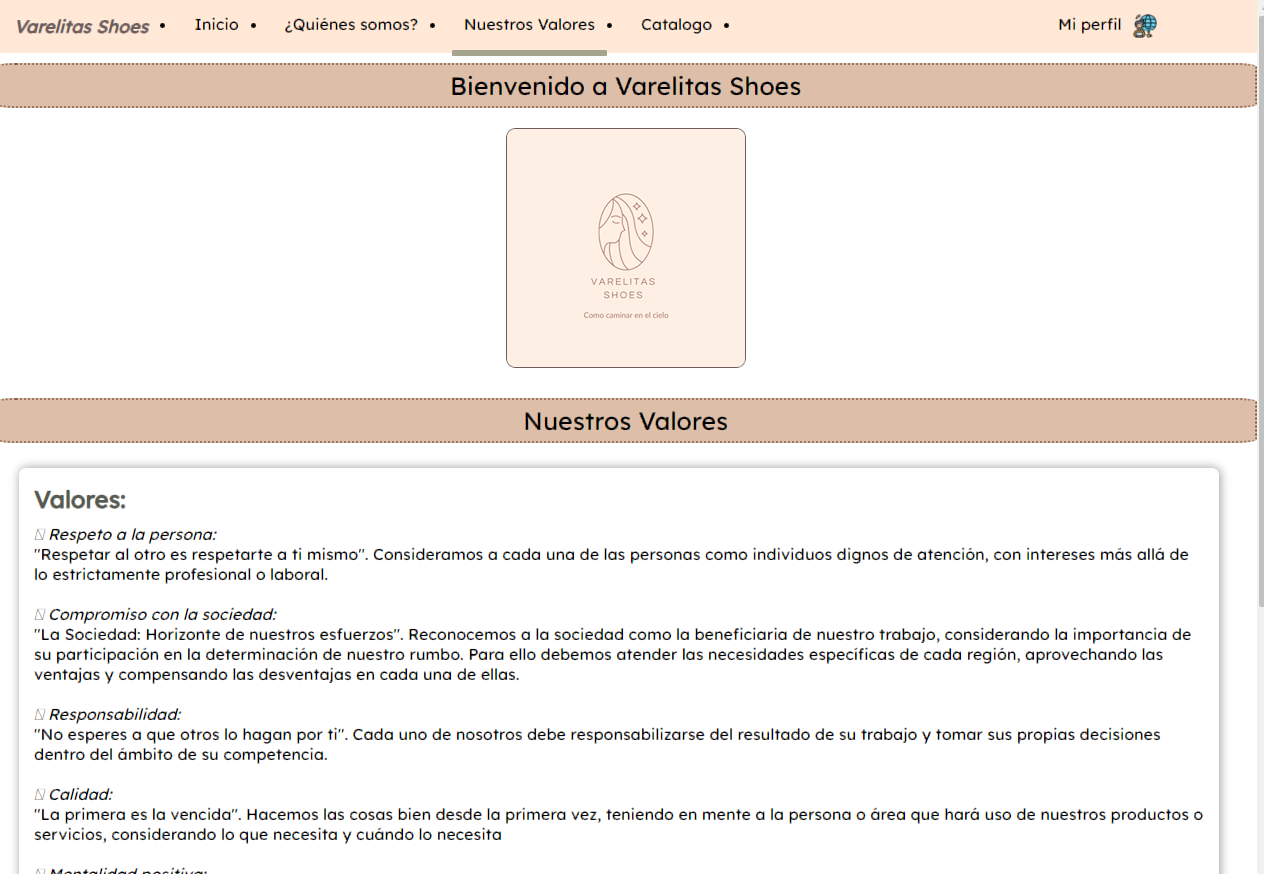 Varelitas Shoes • Inicio • ¿Quiénes somos? • Nuestros Valores • Catalogo • Mi perfil
Bienvenido a Varelitas Shoes
VARELITAS
SHOES
Como caminar en el cielo
Nuestros Valores
Valores:
Respeto a la persona:
"Respetar al otro es respetarte a ti mismo". Consideramos a cada una de las personas como individuos dignos de atención, con intereses más allá de
lo estrictamente profesional o laboral.
Compromiso con la sociedad:
"La Sociedad: Horizonte de nuestros esfuerzos". Reconocemos a la sociedad como la beneficiaria de nuestro trabajo, considerando la importancia de
su participación en la determinación de nuestro rumbo. Para ello debemos atender las necesidades específicas de cada región, aprovechando las
ventajas y compensando las desventajas en cada una de ellas.
Responsabilidad:
"No esperes a que otros lo hagan por ti". Cada uno de nosotros debe responsabilizarse del resultado de su trabajo y tomar sus propias decisiones
dentro del ámbito de su competencia.
Calidad:
"La primera es la vencida". Hacemos las cosas bien desde la primera vez, teniendo en mente a la persona o área que hará uso de nuestros productos o
servicios, considerando lo que necesita y cuándo lo necesita
Mentalidad positiva: